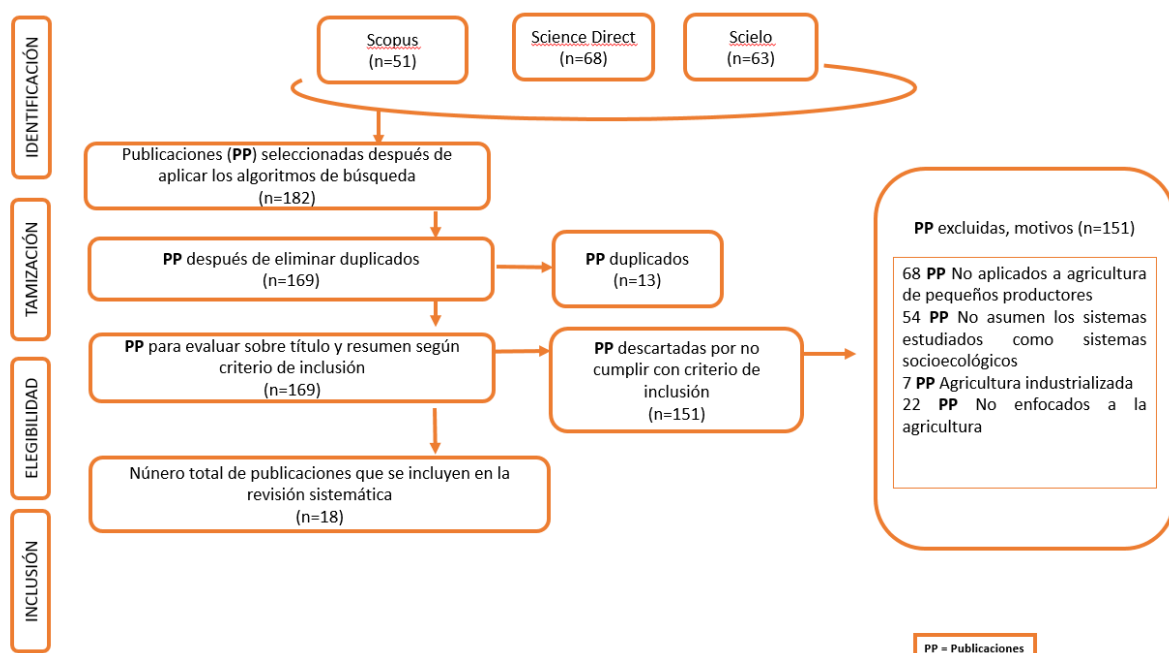 IDENTIFICACIÓN
Scopus
(n=51)
Science Direct
(n=68)
Scielo
(n=63)
Publicaciones (PP) seleccionadas después de
aplicar los algoritmos de búsqueda
(n=182)
TAMIZACIÓN
PP después de eliminar duplicados
(n=169)
PP duplicados
(n=13)
PP para evaluar sobre título y resumen según
criterio de inclusión
(n=169)
PP descartadas por no
cumplir con criterio de
inclusión
(n=151)
PP excluidas, motivos (n=151)
68 PP No aplicados a agricultura
de pequeños productores
54 PP No asumen los sistemas
estudiados como sistemas
socioecológicos
7 PP Agricultura industrializada
22 PP No enfocados a la
agricultura
ELEGIBILIDAD
Núnero total de publicaciones que se incluyen en la
revisión sistemática
(n=18)
INCLUSIÓN
PP = Publicaciones